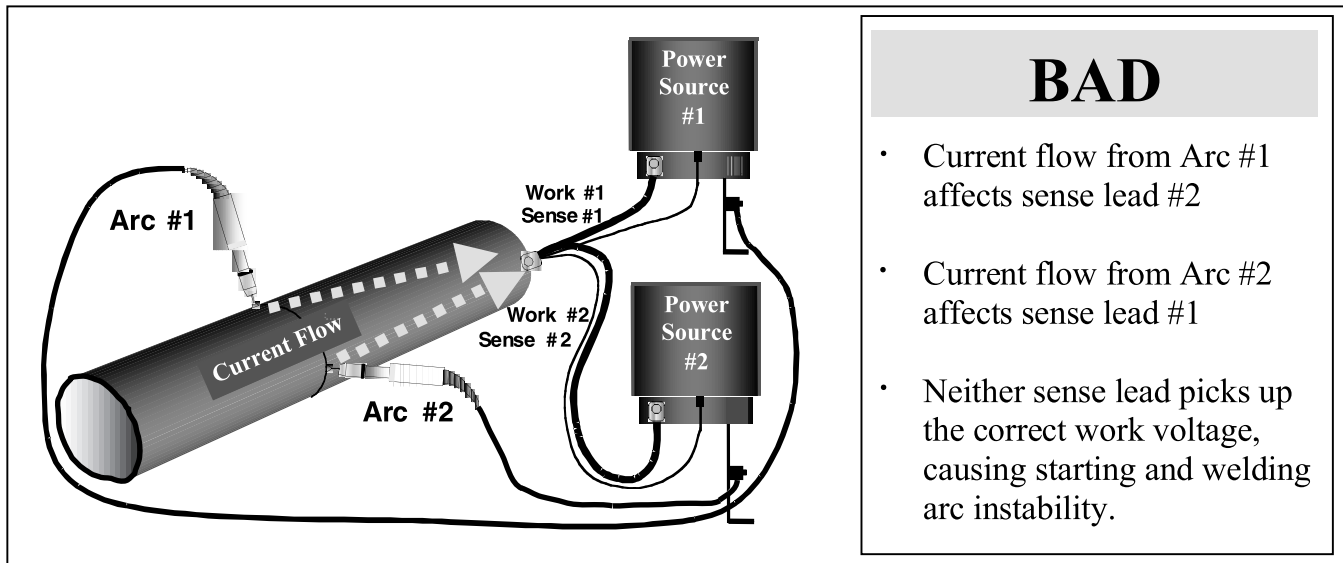 Power
Source
#1
Arc #1
Work #1
Sense #1
Current Flow
Work #2
Sense #2
Power
Source
#2
Arc #2
BAD
· Current flow from Arc #1
affects sense lead #2
· Current flow from Arc #2
affects sense lead #1
· Neither sense lead picks up
the correct work voltage,
causing starting and welding
arc instability.